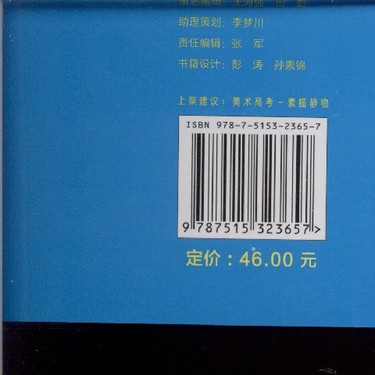 助理策划：李梦川
责任编辑：张　军
书籍设计：彭　涛　孙素锦
上架建议：美术高考-素描静物
ISBN 978-7-5153-2365-7
9 787515 323657 >
定价：46.00 元